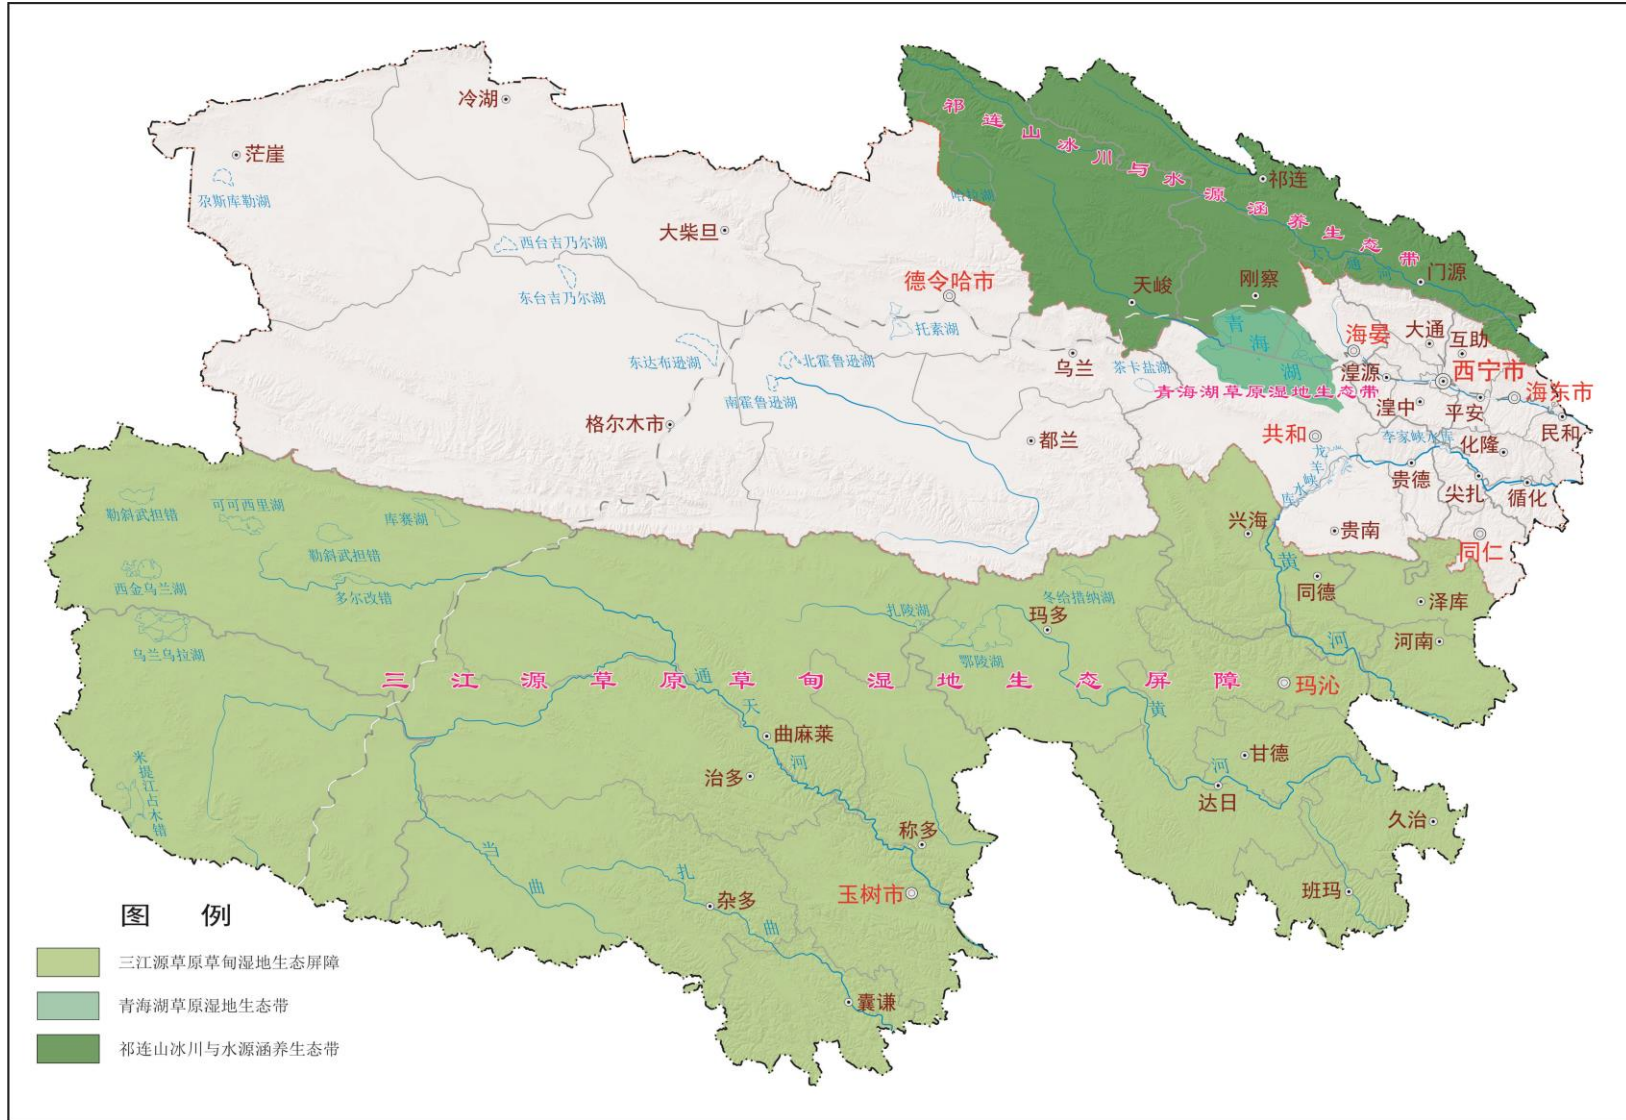 冷湖
茫崖
尕斯库勒湖
祁连山冰川与水源涵养生态带
祁连
哈拉湖
大柴旦
西台吉乃尔湖
东台吉乃尔湖
德令哈市
天峻
刚察
大通河
门源
托素湖
青海湖
海晏
大通
互助
东达布逊湖
北霍鲁逊湖
南霍鲁逊湖
乌兰
茶卡盐湖
青海湖草原湿地生态带
湟源
西宁市
海东市
湟中
平安
民和
格尔木市
都兰
共和
李家峡水库
化隆
龙羊峡水库
贵德
尖扎
循化
勒斜武担错
可可西里湖
库赛湖
兴海
贵南
同仁
勒斜武担错
西金乌兰湖
多尔改错
冬给措纳湖
黄河
同德
泽库
扎陵湖
玛多
河南
乌兰乌拉湖
鄂陵湖
三江源草原草甸湿地生态屏障
玛沁
通天河
黄河
曲麻莱
治多
甘德
达日
米提江占木错
称多
久治
当曲
扎曲
杂多
玉树市
班玛
囊谦
图 例
三江源草原草甸湿地生态屏障
青海湖草原湿地生态带
祁连山冰川与水源涵养生态带